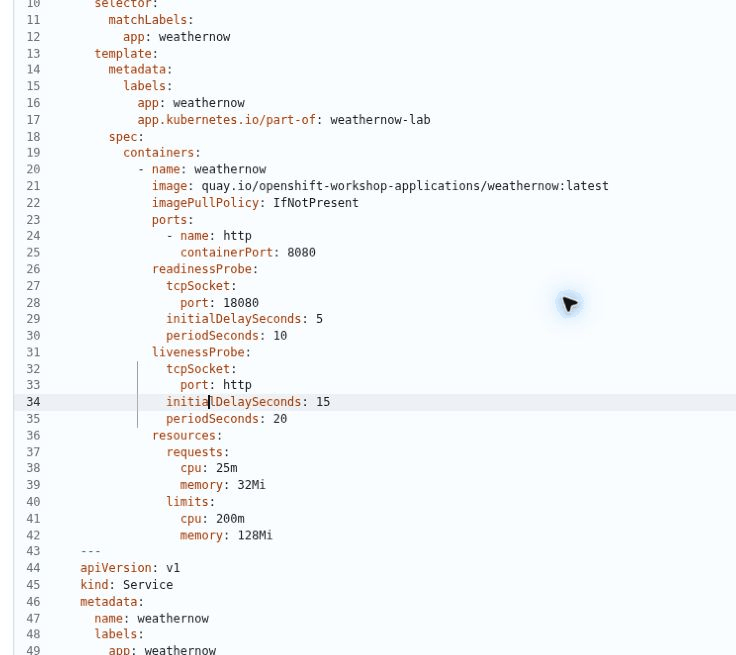 10 selector:
11 matchLabels:
12 app: weathernow
13 template:
14 metadata:
15 labels:
16 app: weathernow
17 app.kubernetes.io/part-of: weathernow-lab
18 spec:
19 containers:
20 - name: weathernow
21 image: quay.io/openshift-workshop-applications/weathernow:latest
22 imagePullPolicy: IfNotPresent
23 ports:
24 - name: http
25 containerPort: 8080
26 readinessProbe:
27 tcpSocket:
28 port: 18080
29 initialDelaySeconds: 5
30 periodSeconds: 10
31 livenessProbe:
32 tcpSocket:
33 port: http
34 initialDelaySeconds: 15
35 periodSeconds: 20
36 resources:
37 requests:
38 cpu: 25m
39 memory: 32Mi
40 limits:
41 cpu: 200m
42 memory: 128Mi
43 ---
44 apiVersion: v1
45 kind: Service
46 metadata:
47 name: weathernow
48 labels:
49 app: weathernow